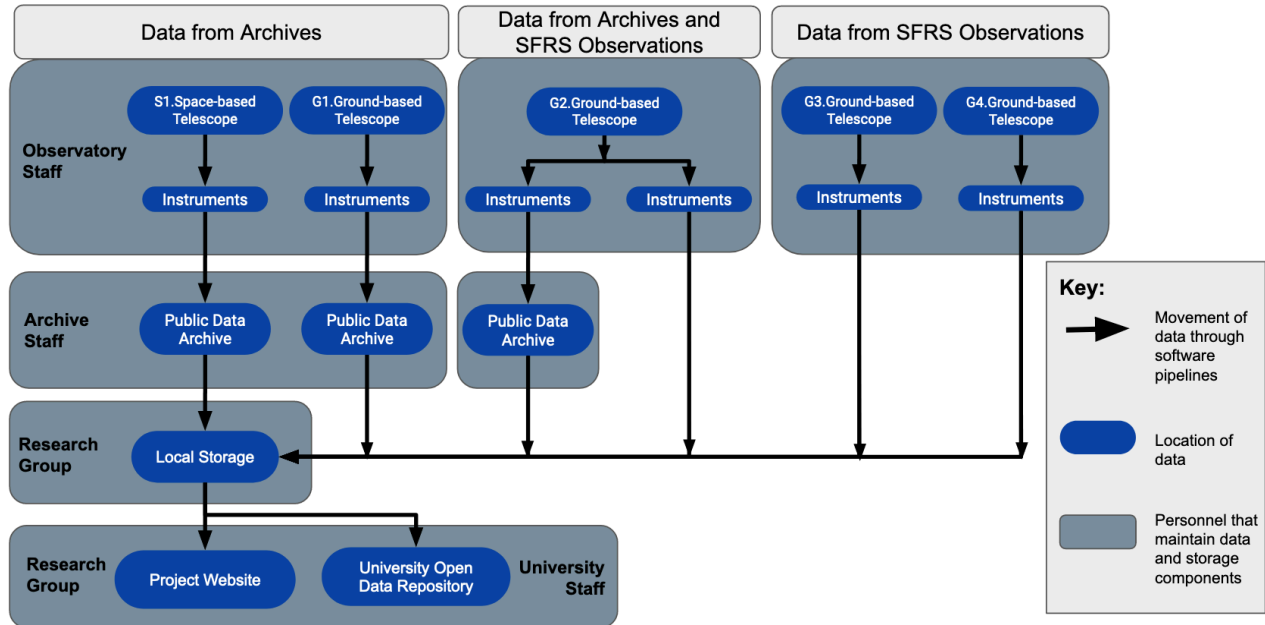 Data from Archives
Data from Archives and
SFRS Observations
Data from SFRS Observations
S1.Space-based
Telescope
G1.Ground-based
Telescope
G2.Ground-based
Telescope
G3.Ground-based
Telescope
G4.Ground-based
Telescope
Observatory
Staff
Instruments
Instruments
Instruments
Instruments
Instruments
Instruments
Archive
Staff
Public Data
Archive
Public Data
Archive
Public Data
Archive
Research
Group
Local Storage
Research
Group
Project Website
University Open
Data Repository
University
Staff
Key:
Movement of
data through
software
pipelines
Location of
data
Personnel that
maintain data
and storage
components